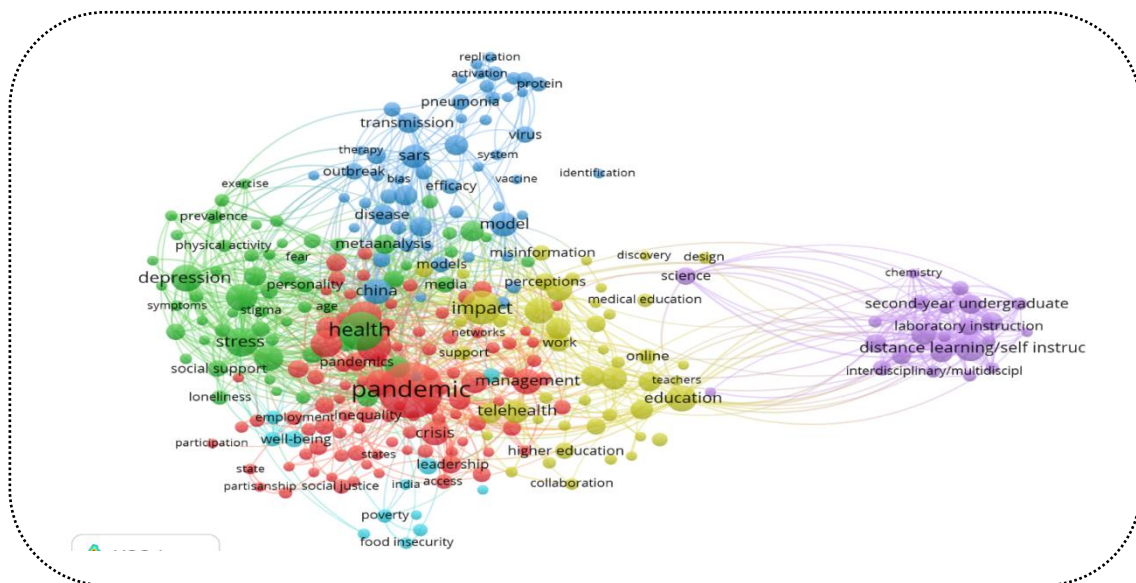 replication
activation
protein
pneumonia
transmission
virus
therapy
sars
system
outbreak
bias
vaccine
identification
exercise
efficacy
prevalence
disease
model
physical activity
metaanalysis
misinformation
fear
discovery
design
models
science
chemistry
depression
personality
media
perceptions
china
medical education
symptoms
stigma
age
impact
second-year undergraduate
health
networks
laboratory instruction
stress
work
support
online
distance learning/self instruc
pandemics
social support
teachers
interdisciplinary/multidiscipl
management
pandemic
loneliness
education
employment
inequality
telehealth
participation
well-being
crisis
states
higher education
state
leadership
partisanship
social justice
india
access
collaboration
poverty
food insecurity